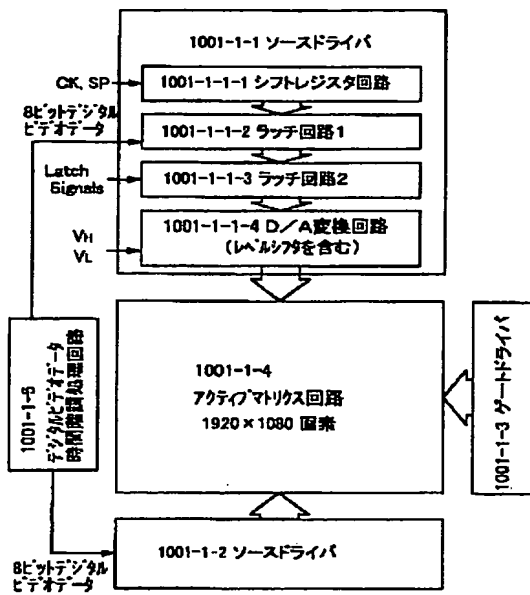 1001-1-1 ソースドライバ
CK, SP
1001-1-1-1 シフトレジスタ回路
8ビットデジタル
ビデオデータ
1001-1-1-2 ラッチ回路1
Latch
Signals
1001-1-1-3 ラッチ回路2
1001-1-1-4 D/A変換回路
(レベルシフタを含む)
VH
VL
1001-1-5
デジタルビデオデータ
時間階調処理回路
1001-1-4
アクティブマトリクス回路
1920×1080 画素
1001-1-3 ゲートドライバ
1001-1-2 ソースドライバ
8ビットデジタル
ビデオデータ